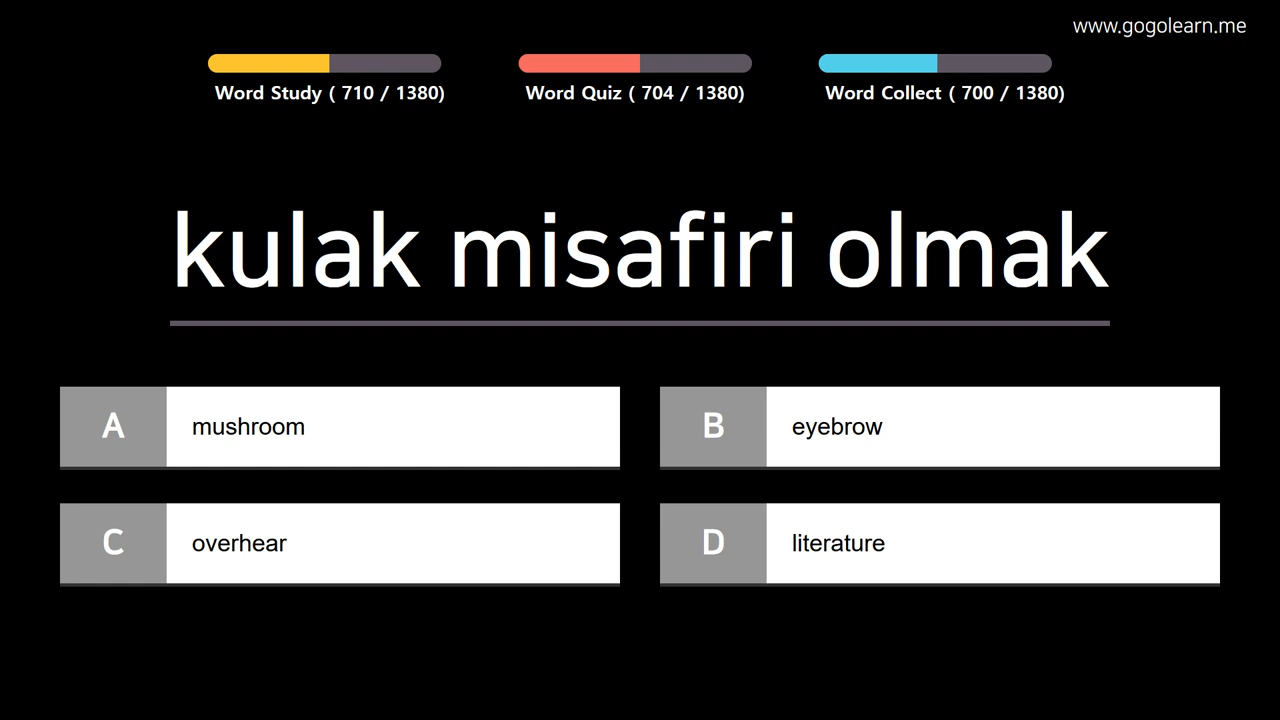 www.gogolearn.me
Word Study ( 710 / 1380)
Word Quiz ( 704 / 1380)
Word Collect ( 700 / 1380)
kulak misafiri olmak
A mushroom
B eyebrow
C overhear
D literature